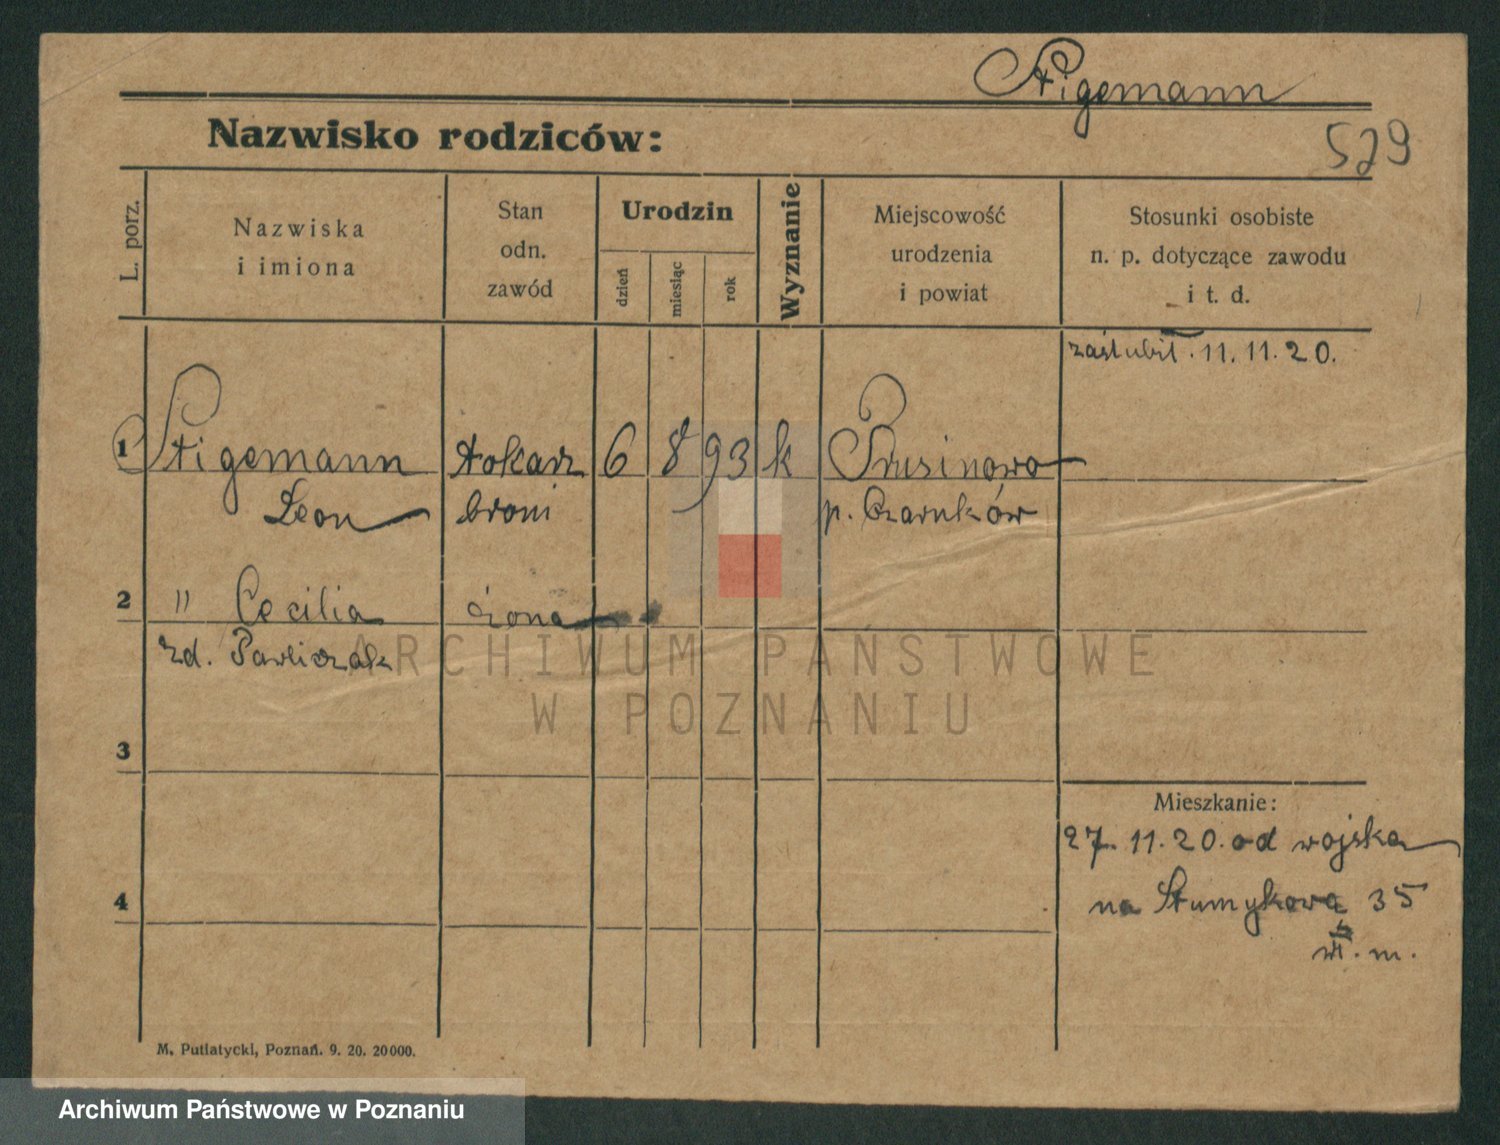 Stigemann
Nazwisko rodziców:
529
L. porz.
Nazwiska
i imiona
Stan
odn.
zawód
Urodzin
dzień
miesiąc
rok
Wyznanie
Miejscowość
urodzenia
i powiat
Stosunki osobiste
n. p. dotyczące zawodu
i t. d.
zaślubił. 11. 11. 20.
1 Stigemann tokarz 6 8 93 k Prusinowo
Leon broni p. Czarnków
2 " Cecilia żona
zd. Pawliczak
3
Mieszkanie:
27. 11. 20. od wojska
4
na Strumykową 35
m.
M. Putiatycki, Poznań. 9. 20. 20000.
ARCHIWUM PAŃSTWOWE
W POZNANIU
Archiwum Państwowe w Poznaniu